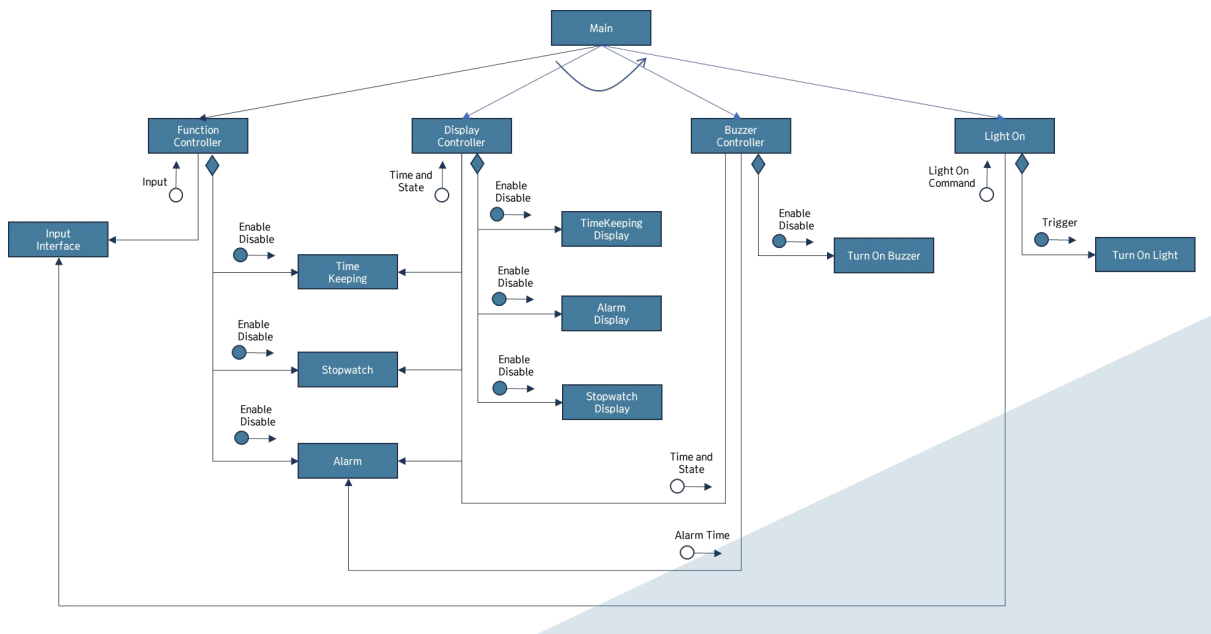 Main
Function
Controller
Display
Controller
Buzzer
Controller
Light On
Input
Time and
State
Light On
Command
Enable
Disable
TimeKeeping
Display
Enable
Disable
Turn On Buzzer
Trigger
Turn On Light
Input
Interface
Enable
Disable
Time
Keeping
Enable
Disable
Alarm
Display
Enable
Disable
Stopwatch
Enable
Disable
Stopwatch
Display
Enable
Disable
Alarm
Time and
State
Alarm Time